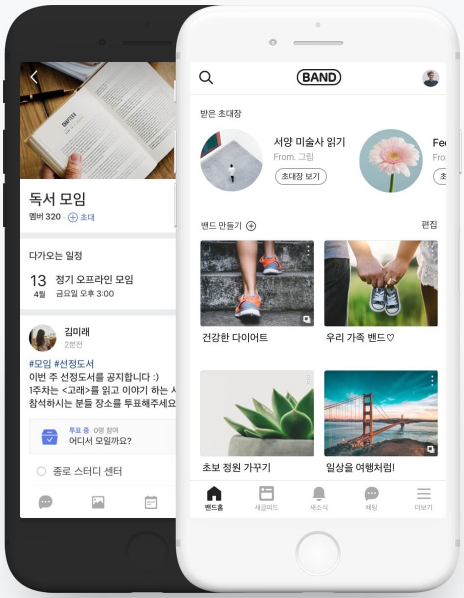 독서 모임
멤버 320 · 초대
다가오는 일정
13 정기 오프라인 모임
4월 금요일 오후 3:00
김미래
2분전
#모임 #선정도서
이번 주 선정도서를 공지합니다 :)
1주차는 <고래>를 읽고 이야기 하는 시
참석하시는 분들 장소를 투표해주세요
투표 중 0명 참여
어디서 모일까요?
종로 스터디 센터
BAND
받은 초대장
서양 미술사 읽기
From. 그림
초대장 보기
Fee
Fro
초
밴드 만들기
편집
건강한 다이어트
우리 가족 밴드♡
초보 정원 가꾸기
일상을 여행처럼!
밴드홈 새글피드 새소식 채팅 더보기